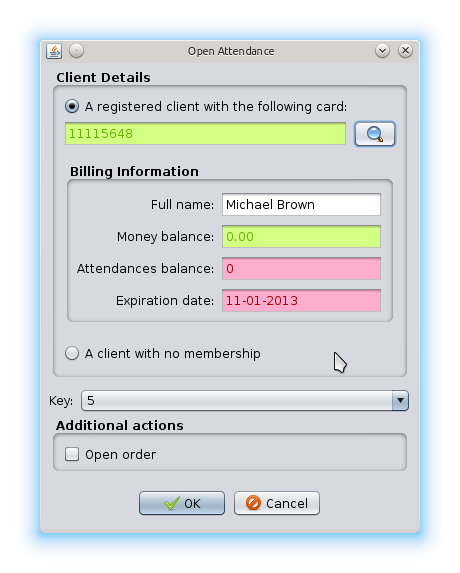 Open Attendance
Client Details
A registered client with the following card:
11115648
Billing Information
Full name: Michael Brown
Money balance: 0.00
Attendances balance: 0
Expiration date: 11-01-2013
A client with no membership
Key: 5
Additional actions
Open order
OK Cancel